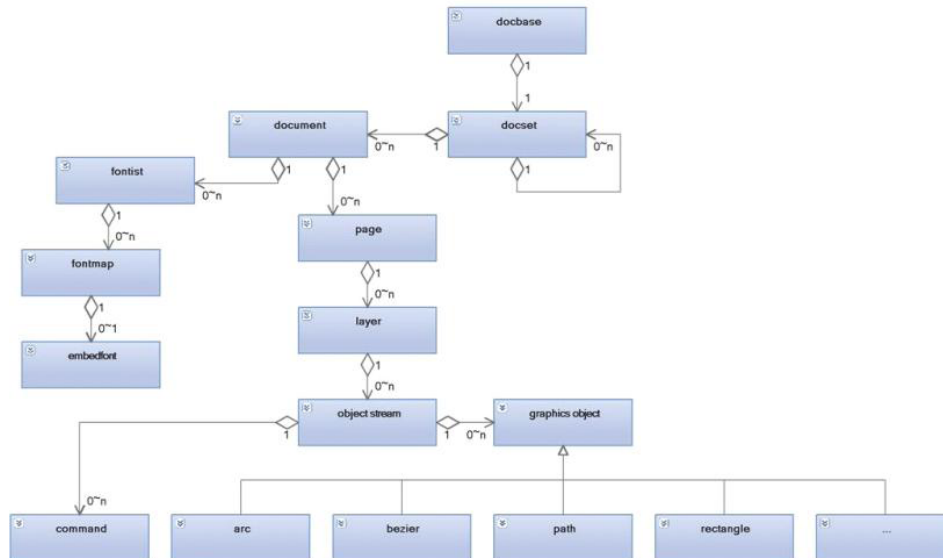 docbase
1
1
document
docset
0~n
1
0~n
1
1
1
fontist
0~n
0~n
1
page
0~n
fontmap
1
0~n
1
layer
0~1
1
embedfont
0~n
object stream
graphics object
1
1
0~n
0~n
command
arc
bezier
path
rectangle
...